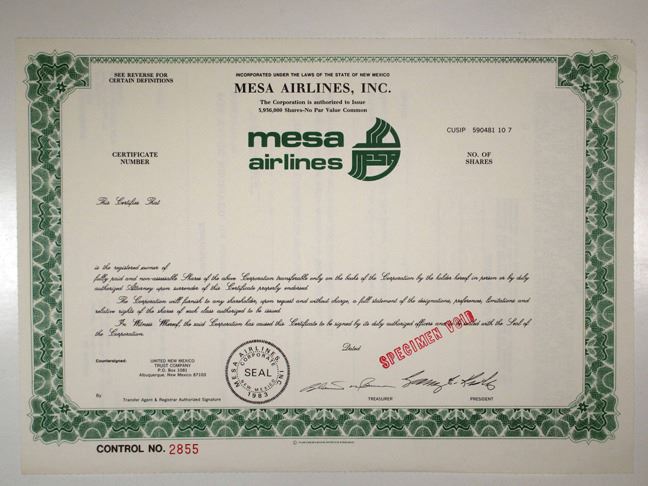 SEE REVERSE FOR
CERTAIN DEFINITIONS
INCORPORATED UNDER THE LAWS OF THE STATE OF NEW MEXICO
MESA AIRLINES, INC.
The Corporation is authorized to Issue
5,956,000 Shares-No Par Value Common
mesa
airlines
CUSIP 590481 10 7
CERTIFICATE
NUMBER
NO. OF
SHARES
This Certifies That
is the registered owner of
fully paid and non-assessable Shares of the above Corporation transferable only on the books of the Corporation by the holder hereof in person or by duly
authorized Attorney upon surrender of this Certificate properly endorsed.
The Corporation will furnish to any shareholder, upon request and without charge, a full statement of the designations, preferences, limitations and
relative rights of the shares of each class authorized to be issued.
In Witness Whereof, the said Corporation has caused this Certificate to be signed by its duly authorized officers and sealed with the Seal of
the Corporation.
Dated
SPECIMEN VOID
Countersigned:
UNITED NEW MEXICO
TRUST COMPANY
P.O. Box 1081
Albuquerque, New Mexico 87103
By
Transfer Agent & Registrar Authorized Signature
MESA AIRLINES, INC.
CORPORATE
SEAL
NEW MEXICO
1983
TREASURER
PRESIDENT
CONTROL NO. 2855